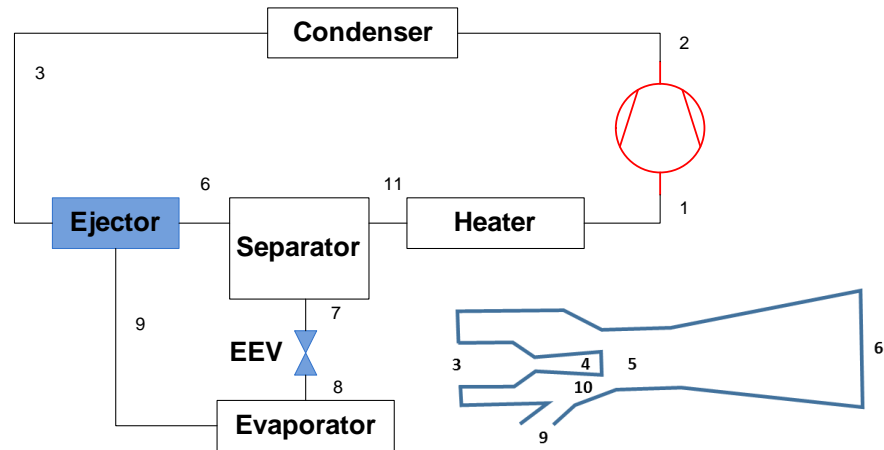 Condenser
2
3
6
11
Ejector
Separator
Heater
1
9
7
EEV
8
Evaporator
3
4
5
6
10
9